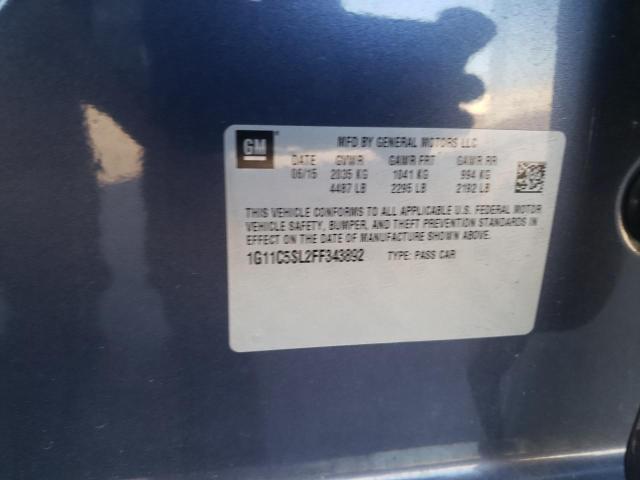 GM
MFD BY GENERAL MOTORS LLC
DATE GVWR GAWR FRT GAWR RR
06/15 2035 KG 1041 KG 994 KG
4487 LB 2295 LB 2192 LB
THIS VEHICLE CONFORMS TO ALL APPLICABLE U.S. FEDERAL MOTOR
VEHICLE SAFETY, BUMPER, AND THEFT PREVENTION STANDARDS IN
EFFECT ON THE DATE OF MANUFACTURE SHOWN ABOVE.
1G11C5SL2FF343892 TYPE: PASS CAR